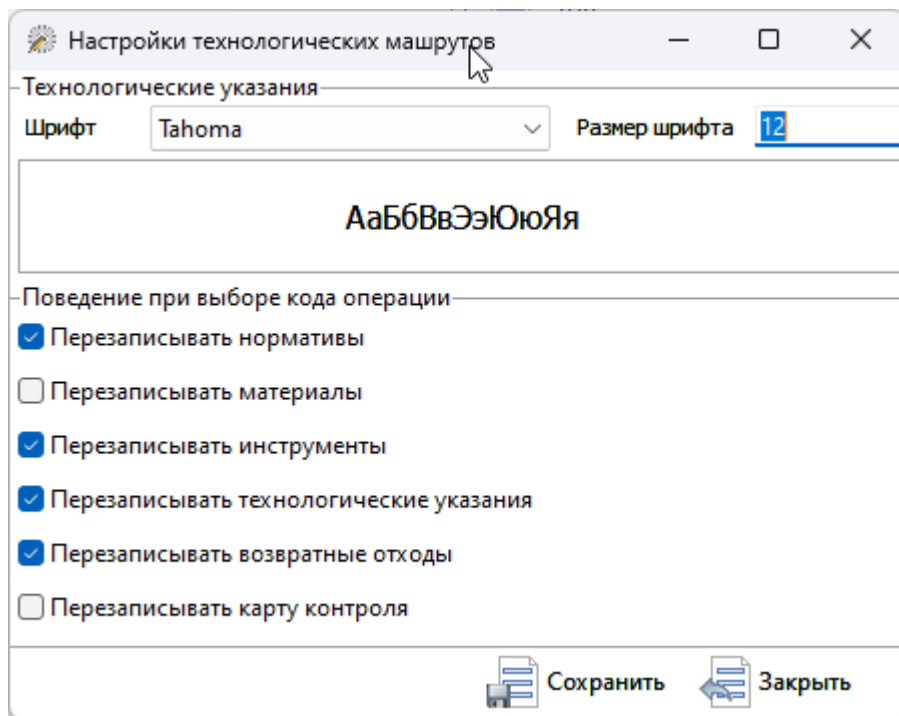 Настройки технологических машрутов
Технологические указания
Шрифт Tahoma Размер шрифта 12
АаБбВвЭэЮюЯя
Поведение при выборе кода операции
Перезаписывать нормативы
Перезаписывать материалы
Перезаписывать инструменты
Перезаписывать технологические указания
Перезаписывать возвратные отходы
Перезаписывать карту контроля
Сохранить Закрыть